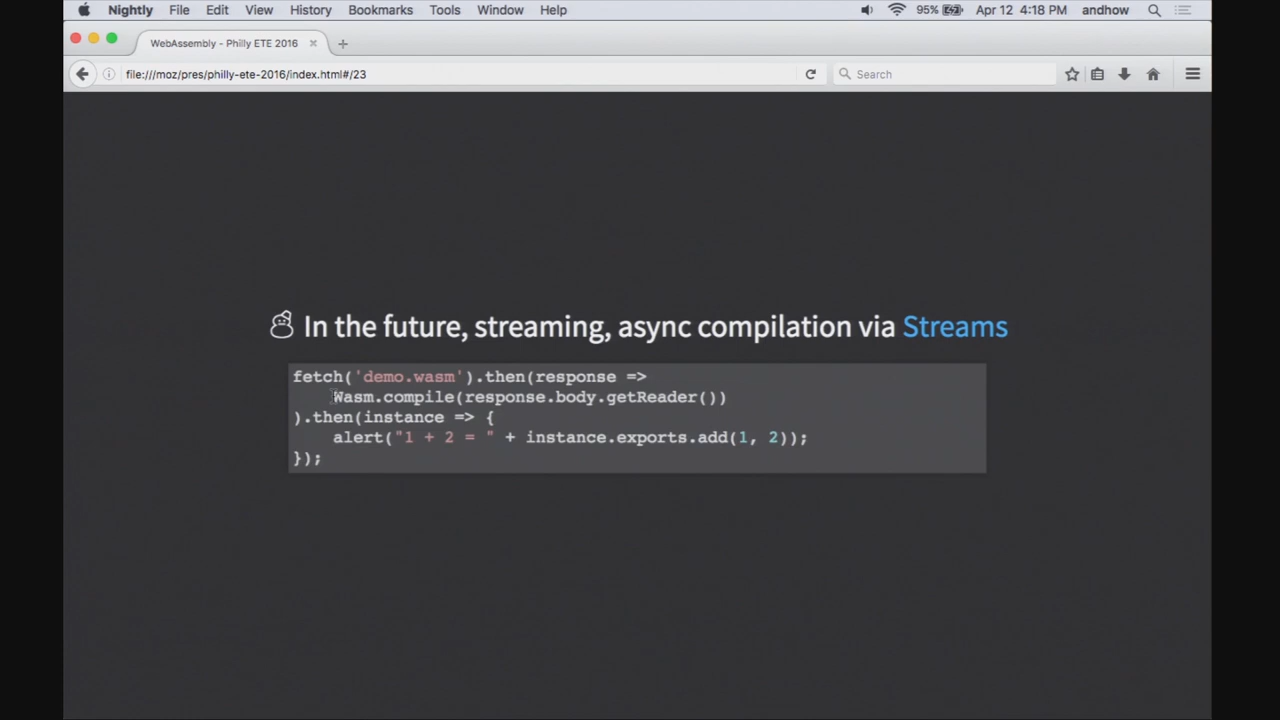 Nightly File Edit View History Bookmarks Tools Window Help 95% Apr 12 4:18 PM andhow
WebAssembly - Philly ETE 2016
file:///moz/pres/philly-ete-2016/index.html#/23 Search
In the future, streaming, async compilation via Streams
fetch('demo.wasm').then(response =>
Wasm.compile(response.body.getReader())
).then(instance => {
alert("1 + 2 = " + instance.exports.add(1, 2));
});